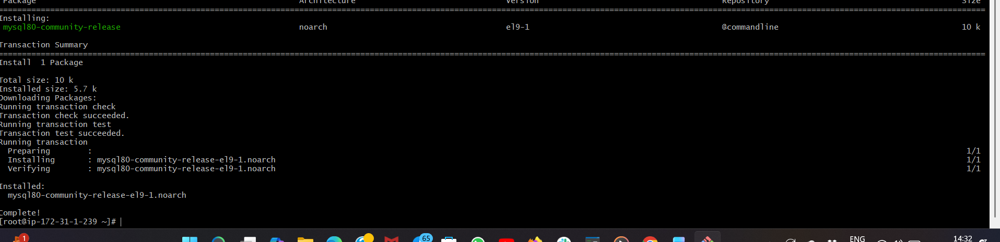 Package Architecture Version Repository Size
================================================================================
Installing:
mysql80-community-release noarch el9-1 @commandline 10 k
Transaction Summary
================================================================================
Install 1 Package
Total size: 10 k
Installed size: 5.7 k
Downloading Packages:
Running transaction check
Transaction check succeeded.
Running transaction test
Transaction test succeeded.
Running transaction
Preparing : 1/1
Installing : mysql80-community-release-el9-1.noarch 1/1
Verifying : mysql80-community-release-el9-1.noarch 1/1
Installed:
mysql80-community-release-el9-1.noarch
Complete!
[root@ip-172-31-1-239 ~]#
1 65 ENG 14:32